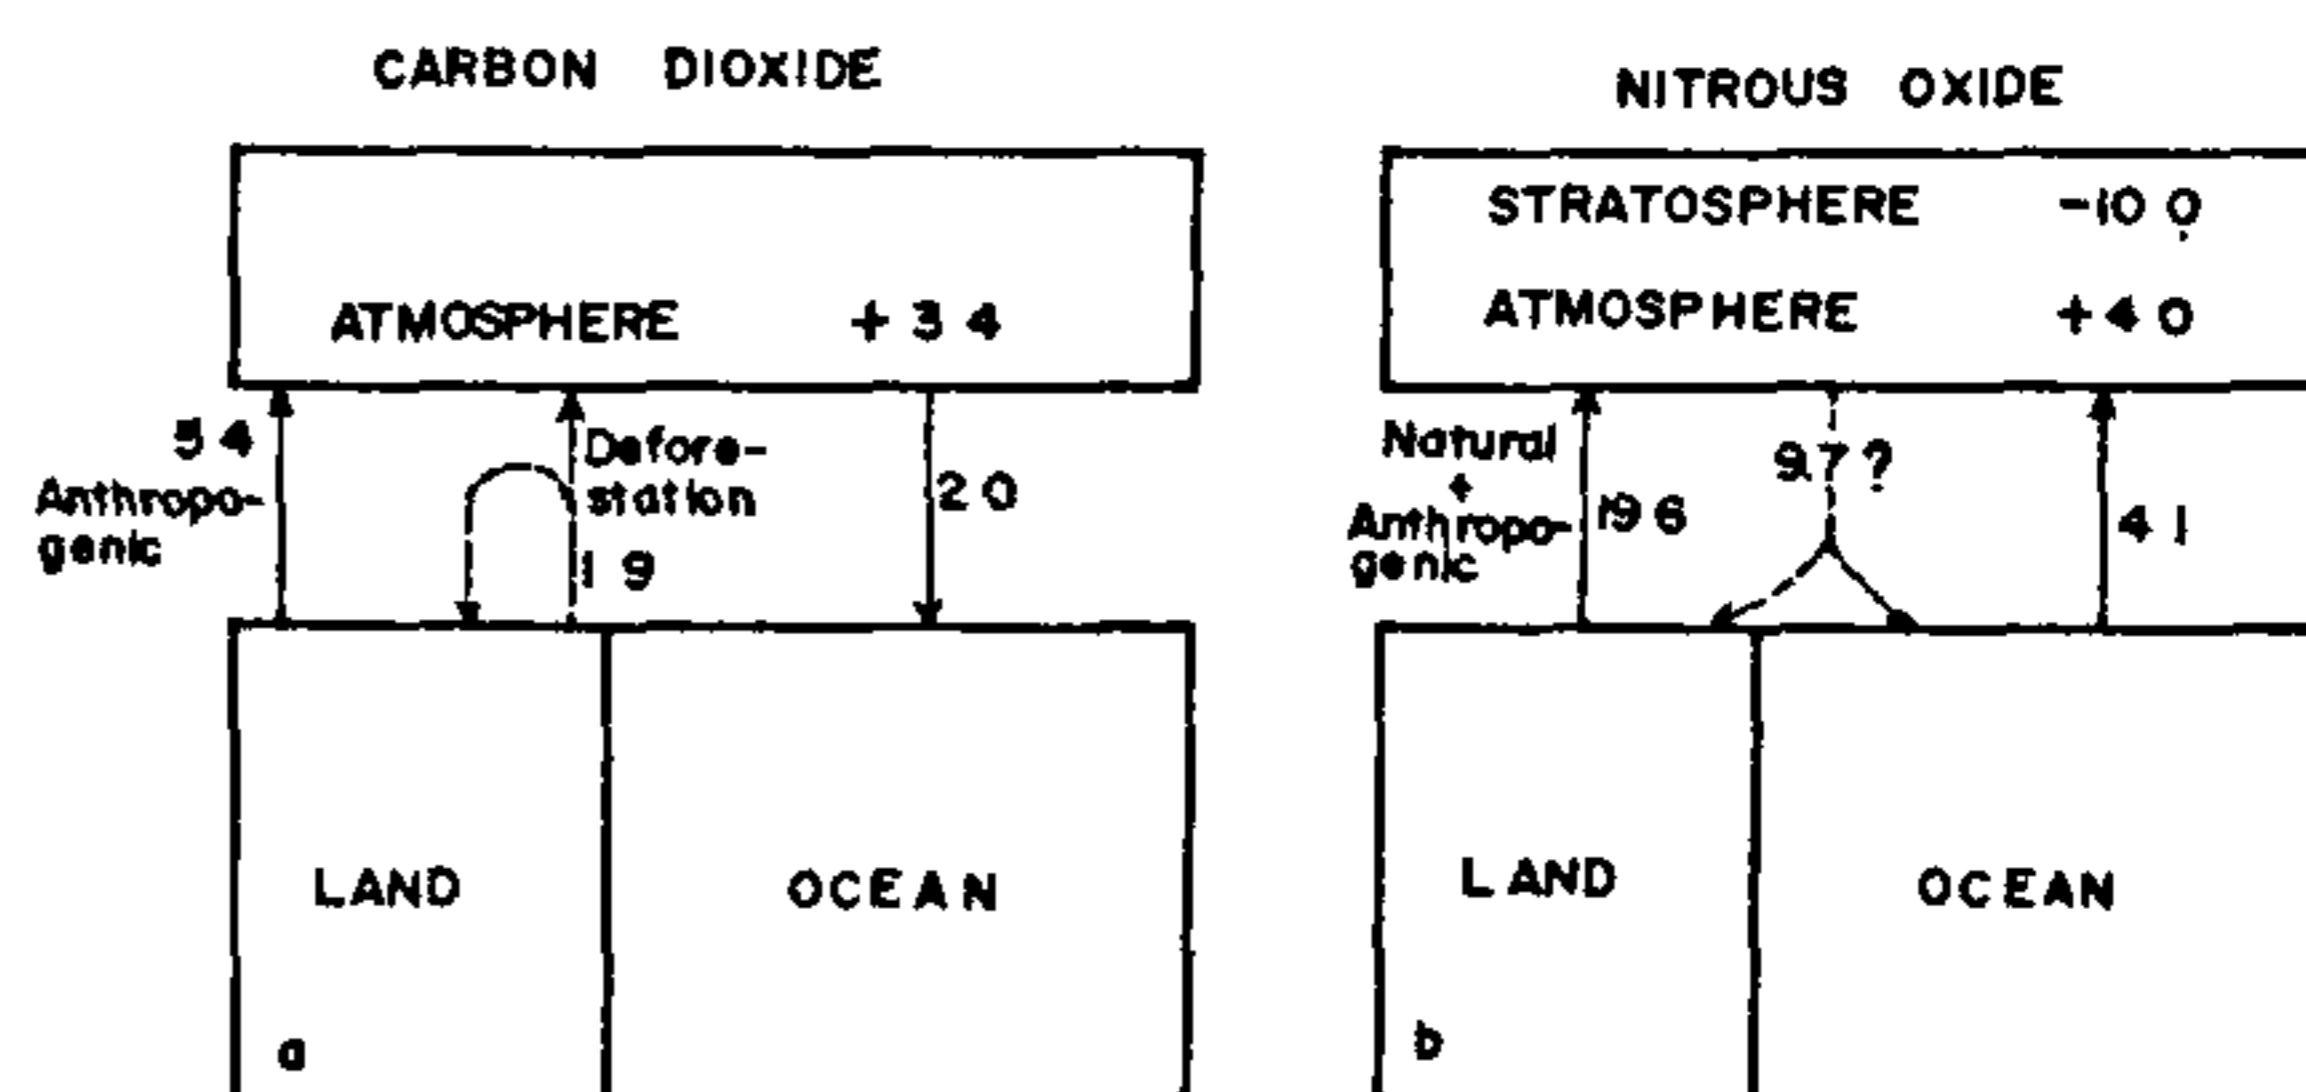 CARBON DIOXIDE
ATMOSPHERE +3 4
5 4
Anthropo-
genic
Defore-
station
1 9
2 0
LAND
OCEAN
a
NITROUS OXIDE
STRATOSPHERE -10 0
ATMOSPHERE +4 0
Natural
+
Anthropo-
genic
19 6
9.7?
4 1
LAND
OCEAN
b